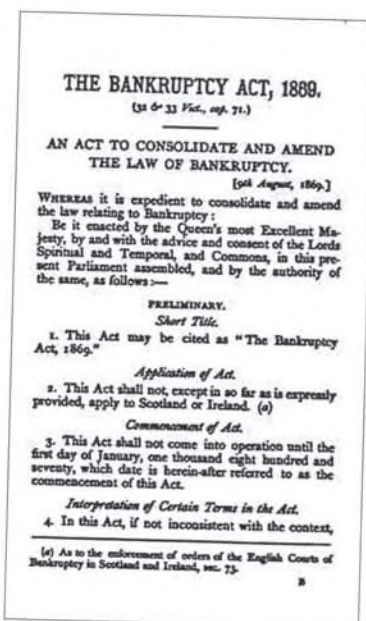 THE BANKRUPTCY ACT, 1869.
(32 & 33 Vict., cap. 71.)
AN ACT TO CONSOLIDATE AND AMEND
THE LAW OF BANKRUPTCY.
[9th August, 1869.]
WHEREAS it is expedient to consolidate and amend
the law relating to Bankruptcy:
Be it enacted by the Queen's most Excellent Ma-
jesty, by and with the advice and consent of the Lords
Spiritual and Temporal, and Commons, in this pre-
sent Parliament assembled, and by the authority of
the same, as follows:—
PRELIMINARY.
Short Title.
1. This Act may be cited as "The Bankruptcy
Act, 1869."
Application of Act.
2. This Act shall not, except in so far as is expressly
provided, apply to Scotland or Ireland. (a)
Commencement of Act.
3. This Act shall not come into operation until the
first day of January, one thousand eight hundred and
seventy, which date is herein-after referred to as the
commencement of this Act.
Interpretation of Certain Terms in the Act.
4. In this Act, if not inconsistent with the context,
(a) As to the enforcement of orders of the English Courts of
Bankruptcy in Scotland and Ireland, sec. 73.
B